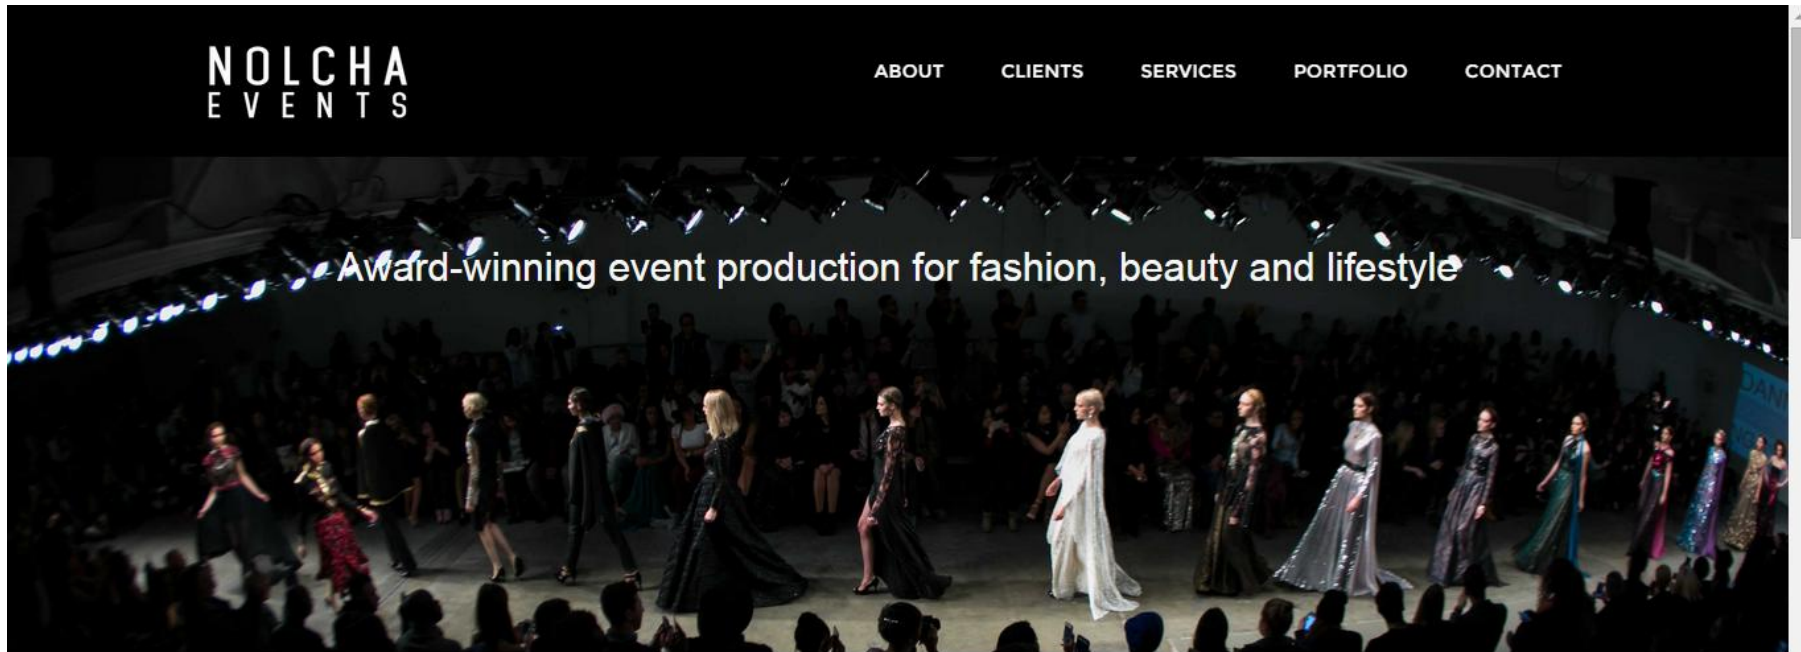 NOLCHA
EVENTS
ABOUT CLIENTS SERVICES PORTFOLIO CONTACT
Award-winning event production for fashion, beauty and lifestyle